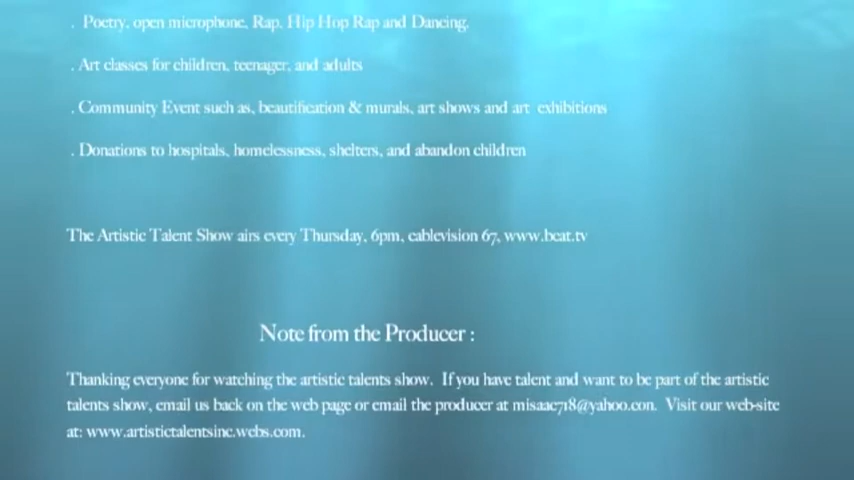 . Poetry, open microphone, Rap, Hip Hop Rap and Dancing.
. Art classes for children, teenager, and adults
. Community Event such as, beautification & murals, art shows and art exhibitions
. Donations to hospitals, homelessness, shelters, and abandon children
The Artistic Talent Show airs every Thursday, 6pm, cablevision 67, www.bcat.tv
Note from the Producer :
Thanking everyone for watching the artistic talents show. If you have talent and want to be part of the artistic
talents show, email us back on the web page or email the producer at misaac718@yahoo.con. Visit our web-site
at: www.artistictalentsinc.webs.com.